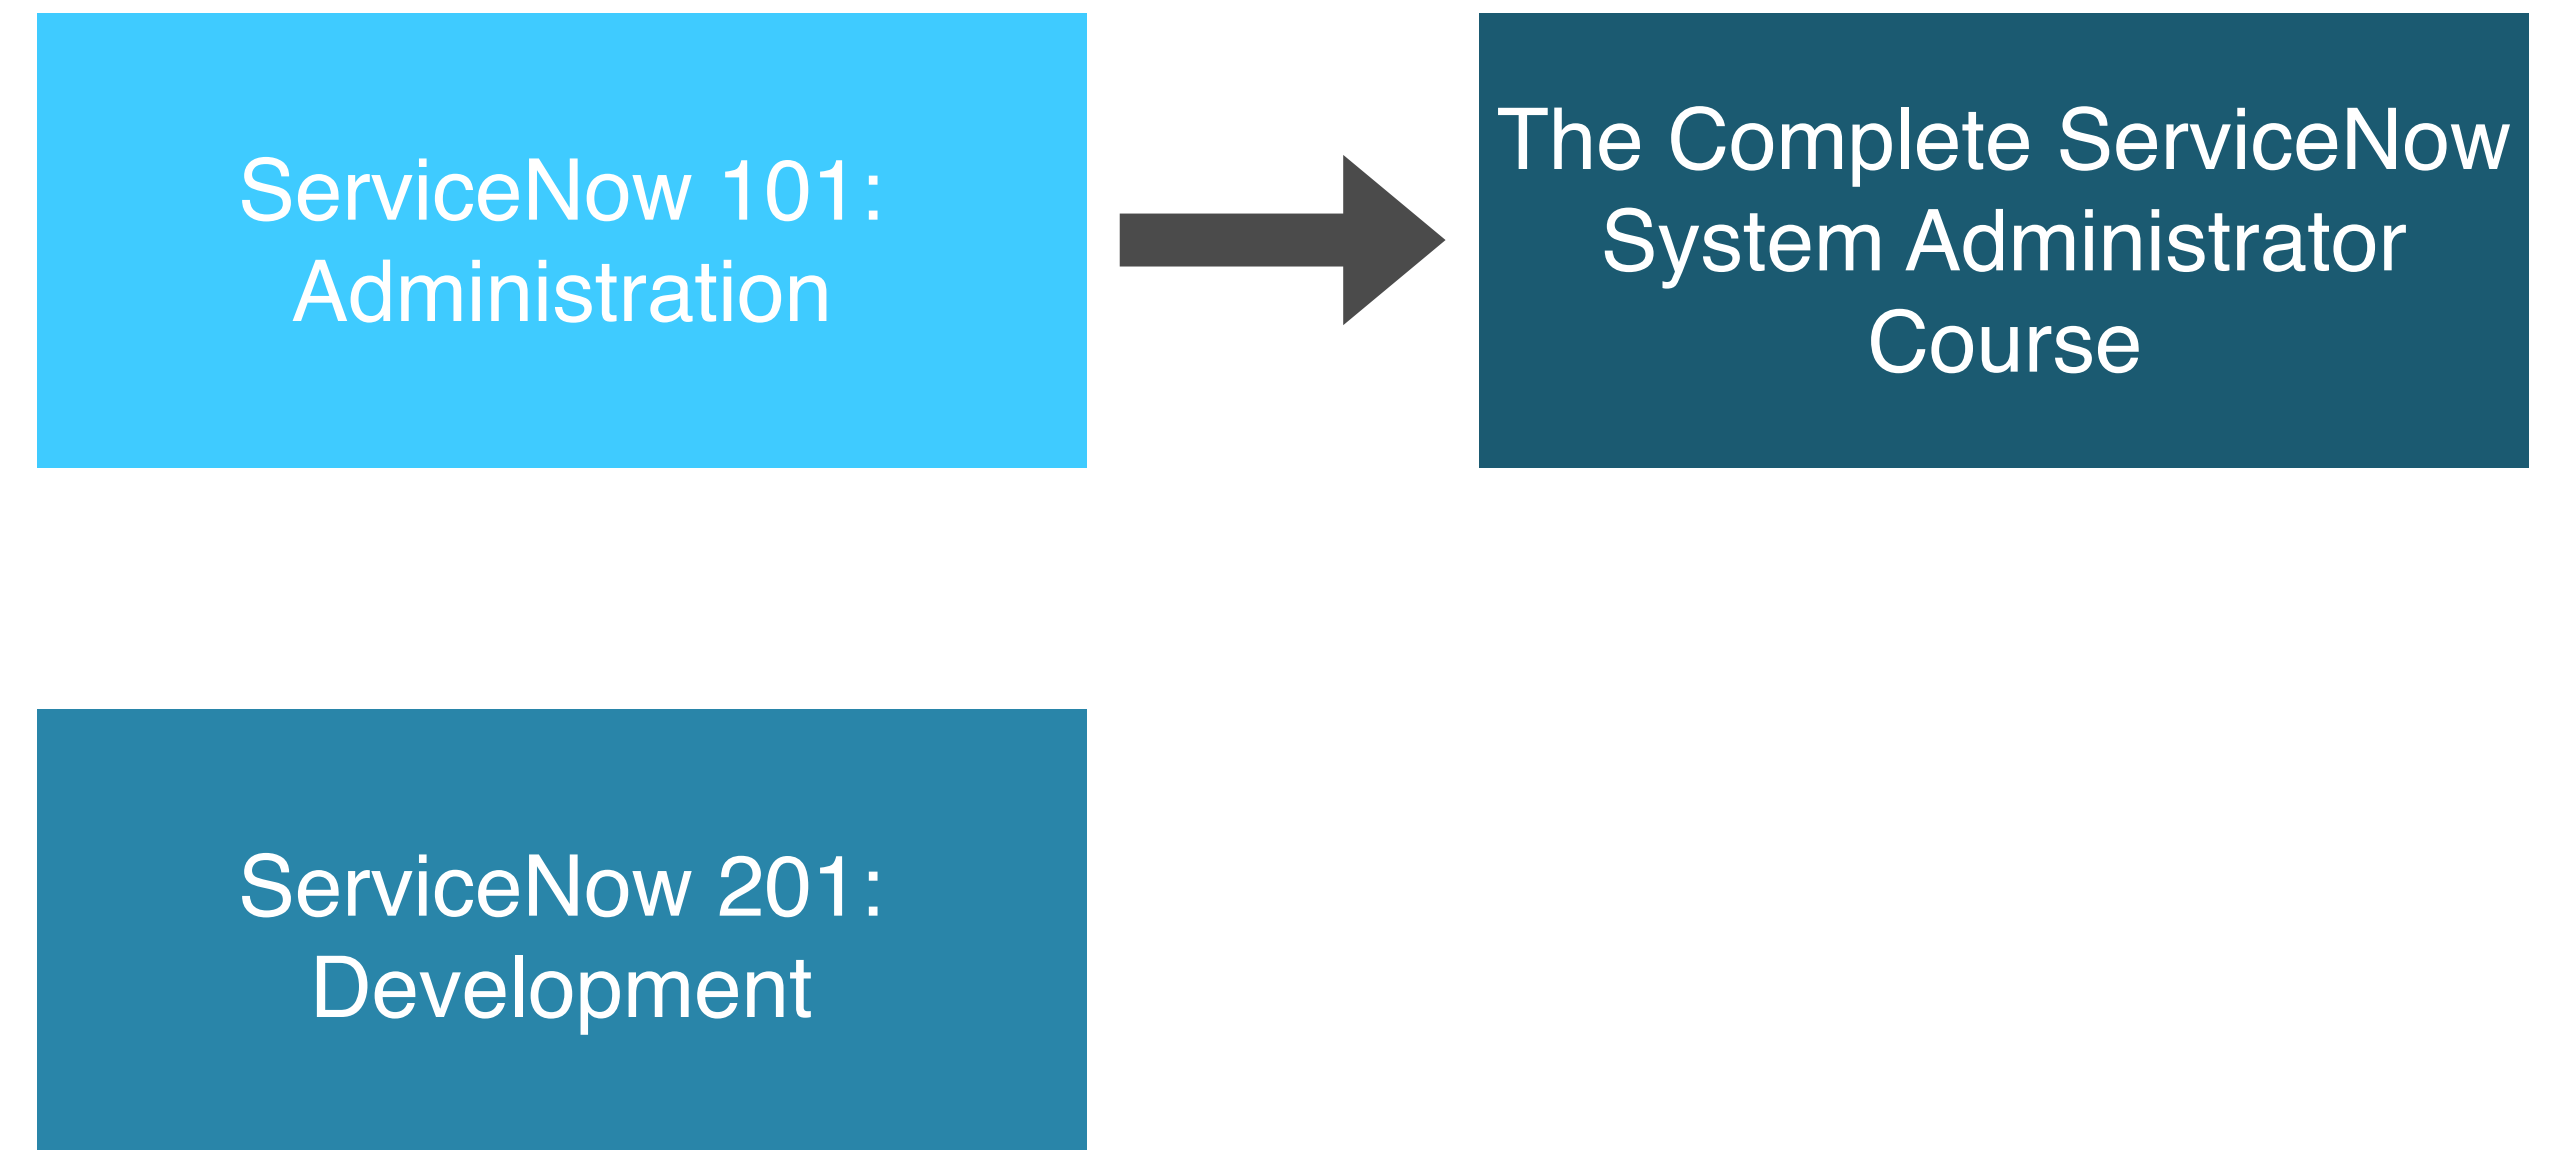 ServiceNow 101:
Administration
The Complete ServiceNow
System Administrator
Course
ServiceNow 201:
Development